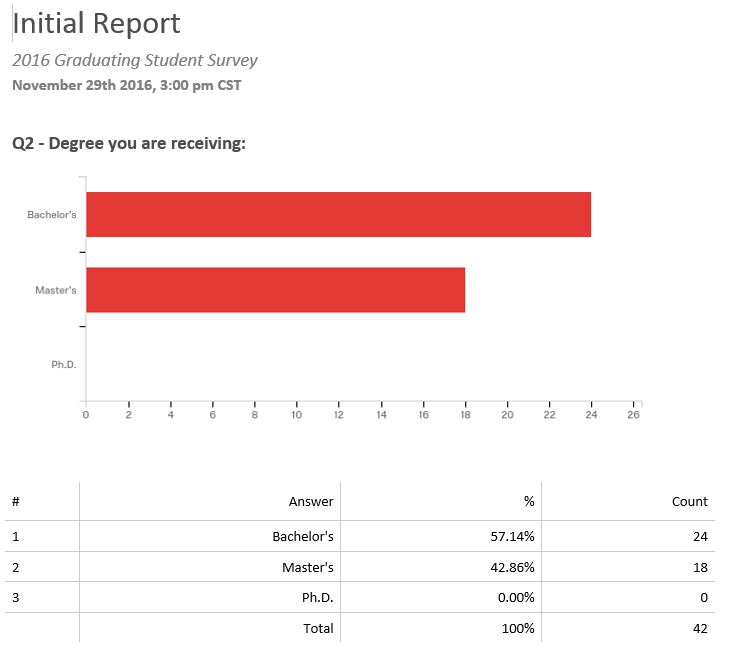 Initial Report
2016 Graduating Student Survey
November 29th 2016, 3:00 pm CST
Q2 - Degree you are receiving:
Bachelor's
Master's
Ph.D.
0 2 4 6 8 10 12 14 16 18 20 22 24 26
# Answer % Count
1 Bachelor's 57.14% 24
2 Master's 42.86% 18
3 Ph.D. 0.00% 0
Total 100% 42